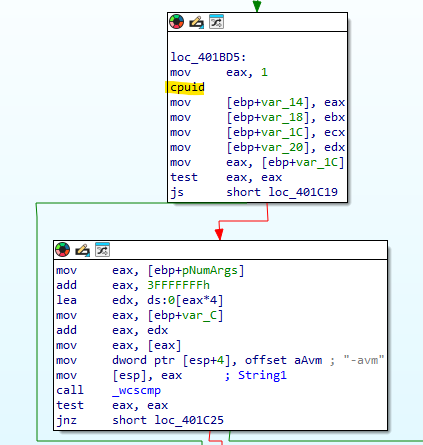 loc_401BD5:
mov eax, 1
cpuid
mov [ebp+var_14], eax
mov [ebp+var_18], ebx
mov [ebp+var_1C], ecx
mov [ebp+var_20], edx
mov eax, [ebp+var_1C]
test eax, eax
js short loc_401C19
mov eax, [ebp+pNumArgs]
add eax, 3FFFFFFFh
lea edx, ds:0[eax*4]
mov eax, [ebp+var_C]
add eax, edx
mov eax, [eax]
mov dword ptr [esp+4], offset aAvm ; "-avm"
mov [esp], eax ; String1
call _wcscmp
test eax, eax
jnz short loc_401C25